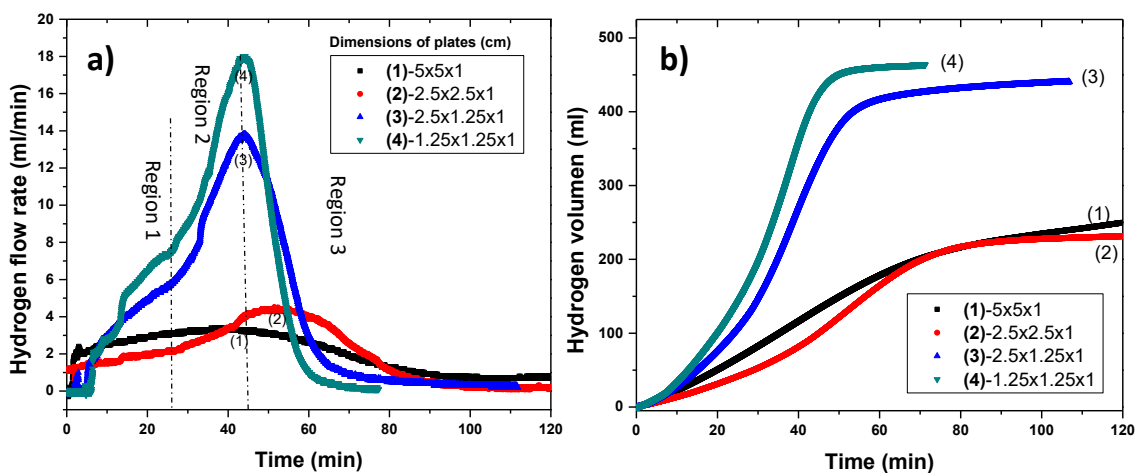 a)
Hydrogen flow rate (ml/min)
20
18
16
14
12
10
8
6
4
2
0
Region 1
Region 2
Region 3
Dimensions of plates (cm)
(1)-5x5x1
(2)-2.5x2.5x1
(3)-2.5x1.25x1
(4)-1.25x1.25x1
(4)
(3)
(2)
(1)
0 20 40 60 80 100 120
Time (min)
b)
Hydrogen volumen (ml)
500
400
300
200
100
0
(4)
(3)
(1)
(2)
(1)-5x5x1
(2)-2.5x2.5x1
(3)-2.5x1.25x1
(4)-1.25x1.25x1
0 20 40 60 80 100 120
Time (min)